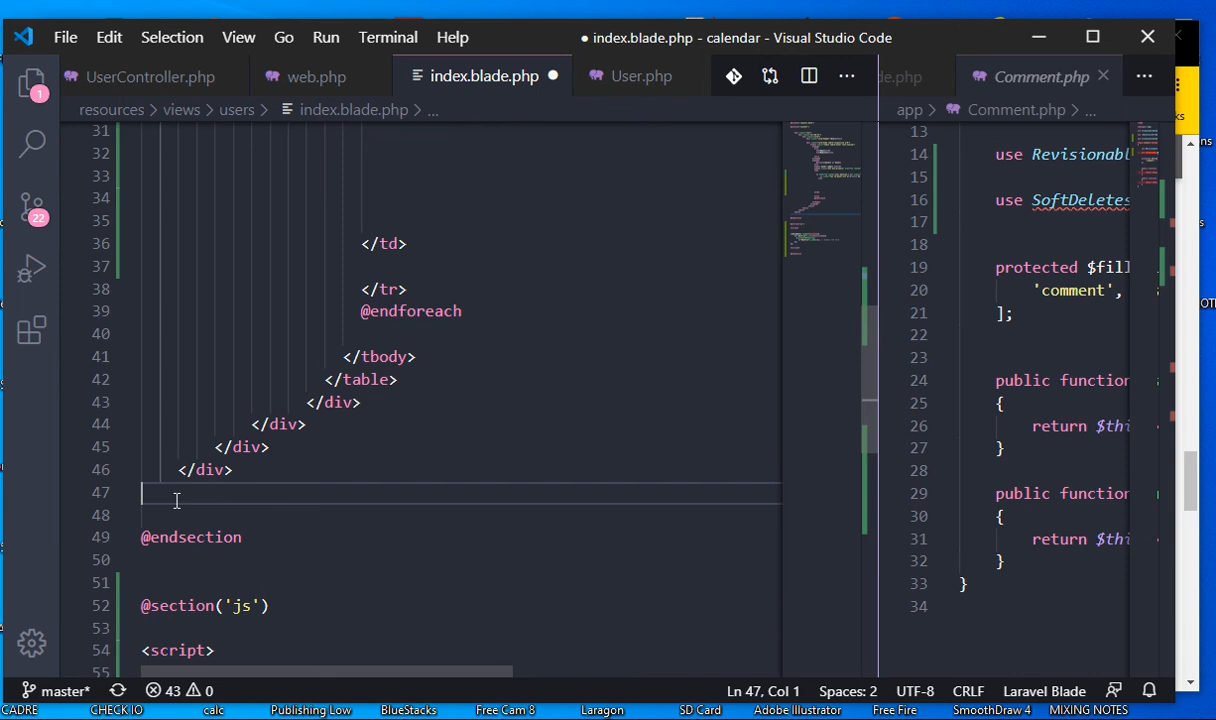 File Edit Selection View Go Run Terminal Help
● index.blade.php - calendar - Visual Studio Code
UserController.php
web.php
index.blade.php
User.php
de.php
Comment.php
resources > views > users > index.blade.php > ...
app > Comment.php > ...
31
32
33
34
35
36 </td>
37
38 </tr>
39 @endforeach
40
41 </tbody>
42 </table>
43 </div>
44 </div>
45 </div>
46 </div>
47
48
49 @endsection
50
51
52 @section('js')
53
54 <script>
55
13
14 use Revisionabl
15
16 use SoftDeletes
17
18
19 protected $fill
20 'comment',
21 ];
22
23
24 public function
25 {
26 return $thi
27 }
28
29 public function
30 {
31 return $thi
32 }
33 }
34
1
22
master* 43 0
Ln 47, Col 1 Spaces: 2 UTF-8 CRLF Laravel Blade
CADRE CHECK IO calc Publishing Low BlueStacks Free Cam 8 Laragon SD Card Adobe Illustrator Free Fire SmoothDraw 4 MIXING NOTES